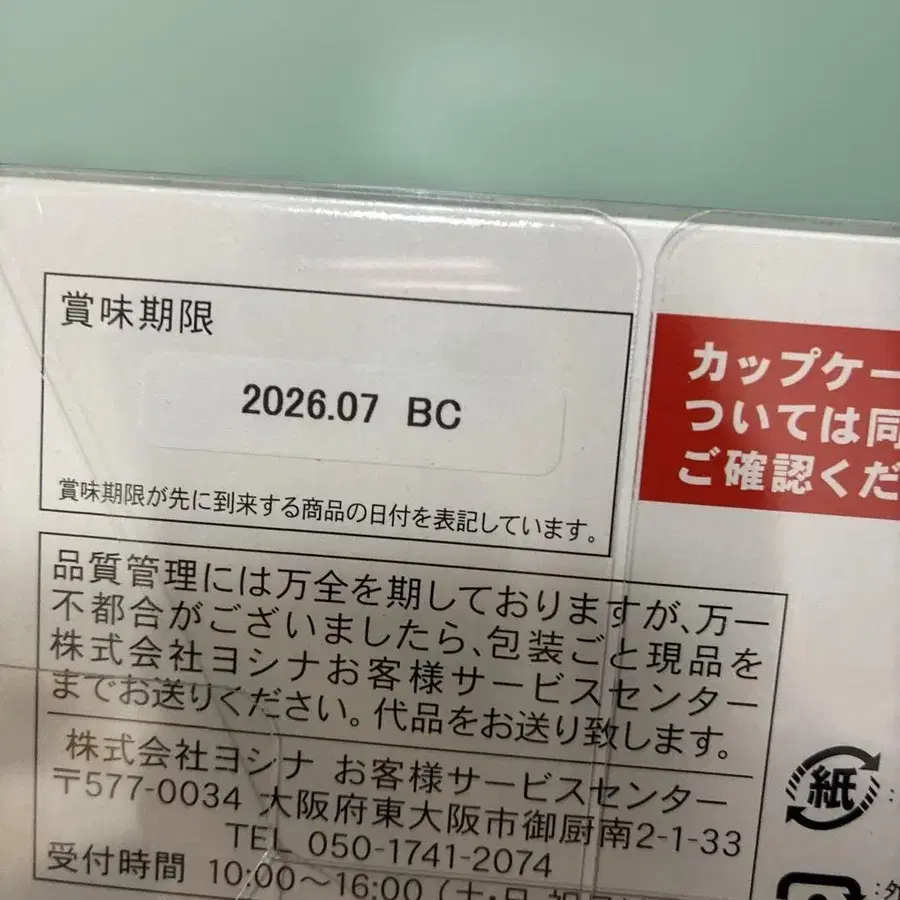 賞味期限
2026.07 BC
賞味期限が先に到来する商品の日付を表記しています。
カップケー
ついては同
ご確認くだ
品質管理には万全を期しておりますが、万一
不都合がございましたら、包装ごと現品を
株式会社ヨシナお客様サービスセンター
までお送りください。代品をお送り致します。
株式会社ヨシナ お客様サービスセンター
〒577-0034 大阪府東大阪市御厨南2-1-33
TEL 050-1741-2074
受付時間 10:00～16:00 (土・日・祝
紙 :
:外